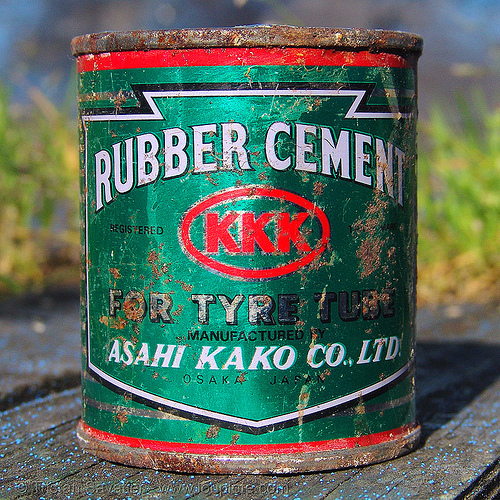 RUBBER CEMENT
REGISTERED
KKK
FOR TYRE TUBE
MANUFACTURED BY
ASAHI KAKO CO., LTD.
OSAKA JAPAN